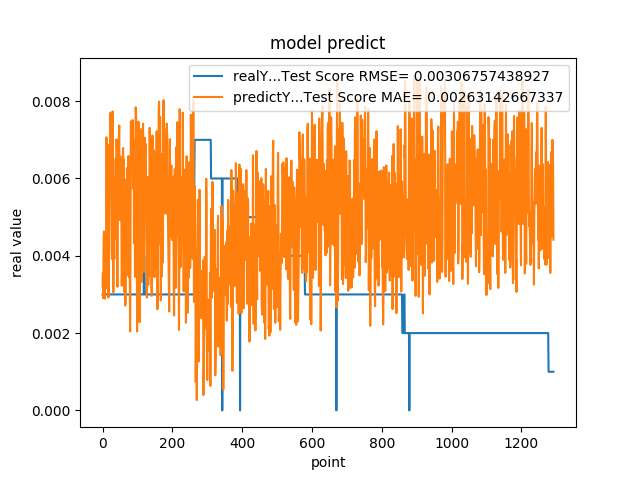 model predict
realY...Test Score RMSE= 0.00306757438927
predictY...Test Score MAE= 0.00263142667337
0.008
0.006
0.004
0.002
0.000
real value
0 200 400 600 800 1000 1200
point